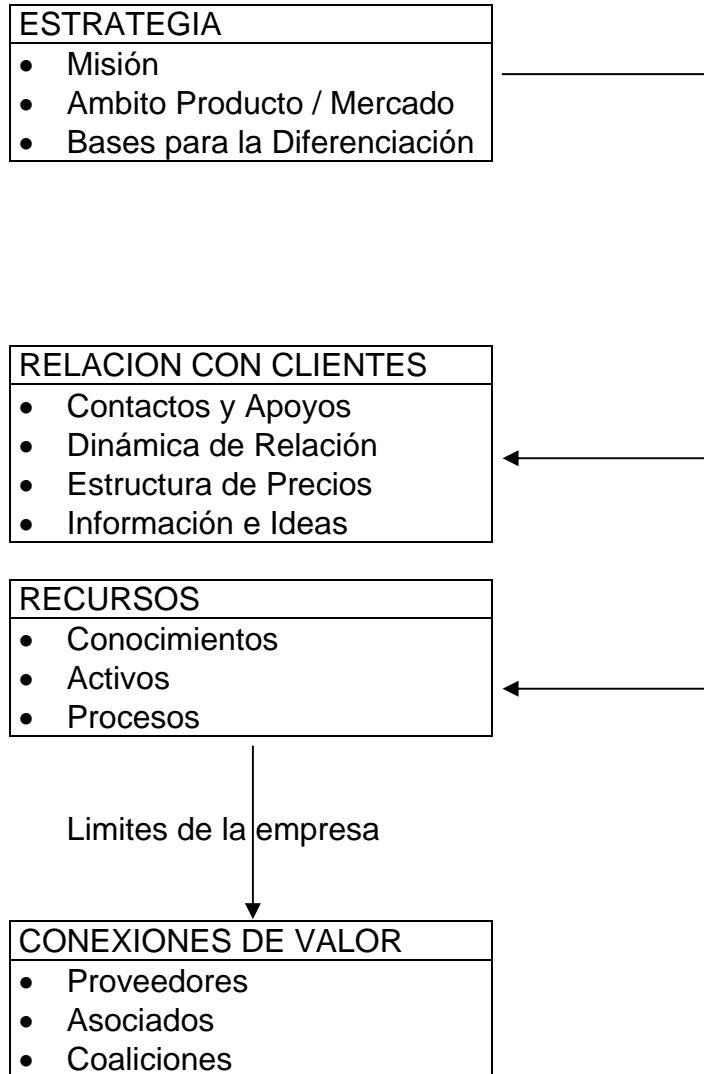 ESTRATEGIA
• Misión
• Ambito Producto / Mercado
• Bases para la Diferenciación
RELACION CON CLIENTES
• Contactos y Apoyos
• Dinámica de Relación
• Estructura de Precios
• Información e Ideas
RECURSOS
• Conocimientos
• Activos
• Procesos
Limites de la empresa
CONEXIONES DE VALOR
• Proveedores
• Asociados
• Coaliciones